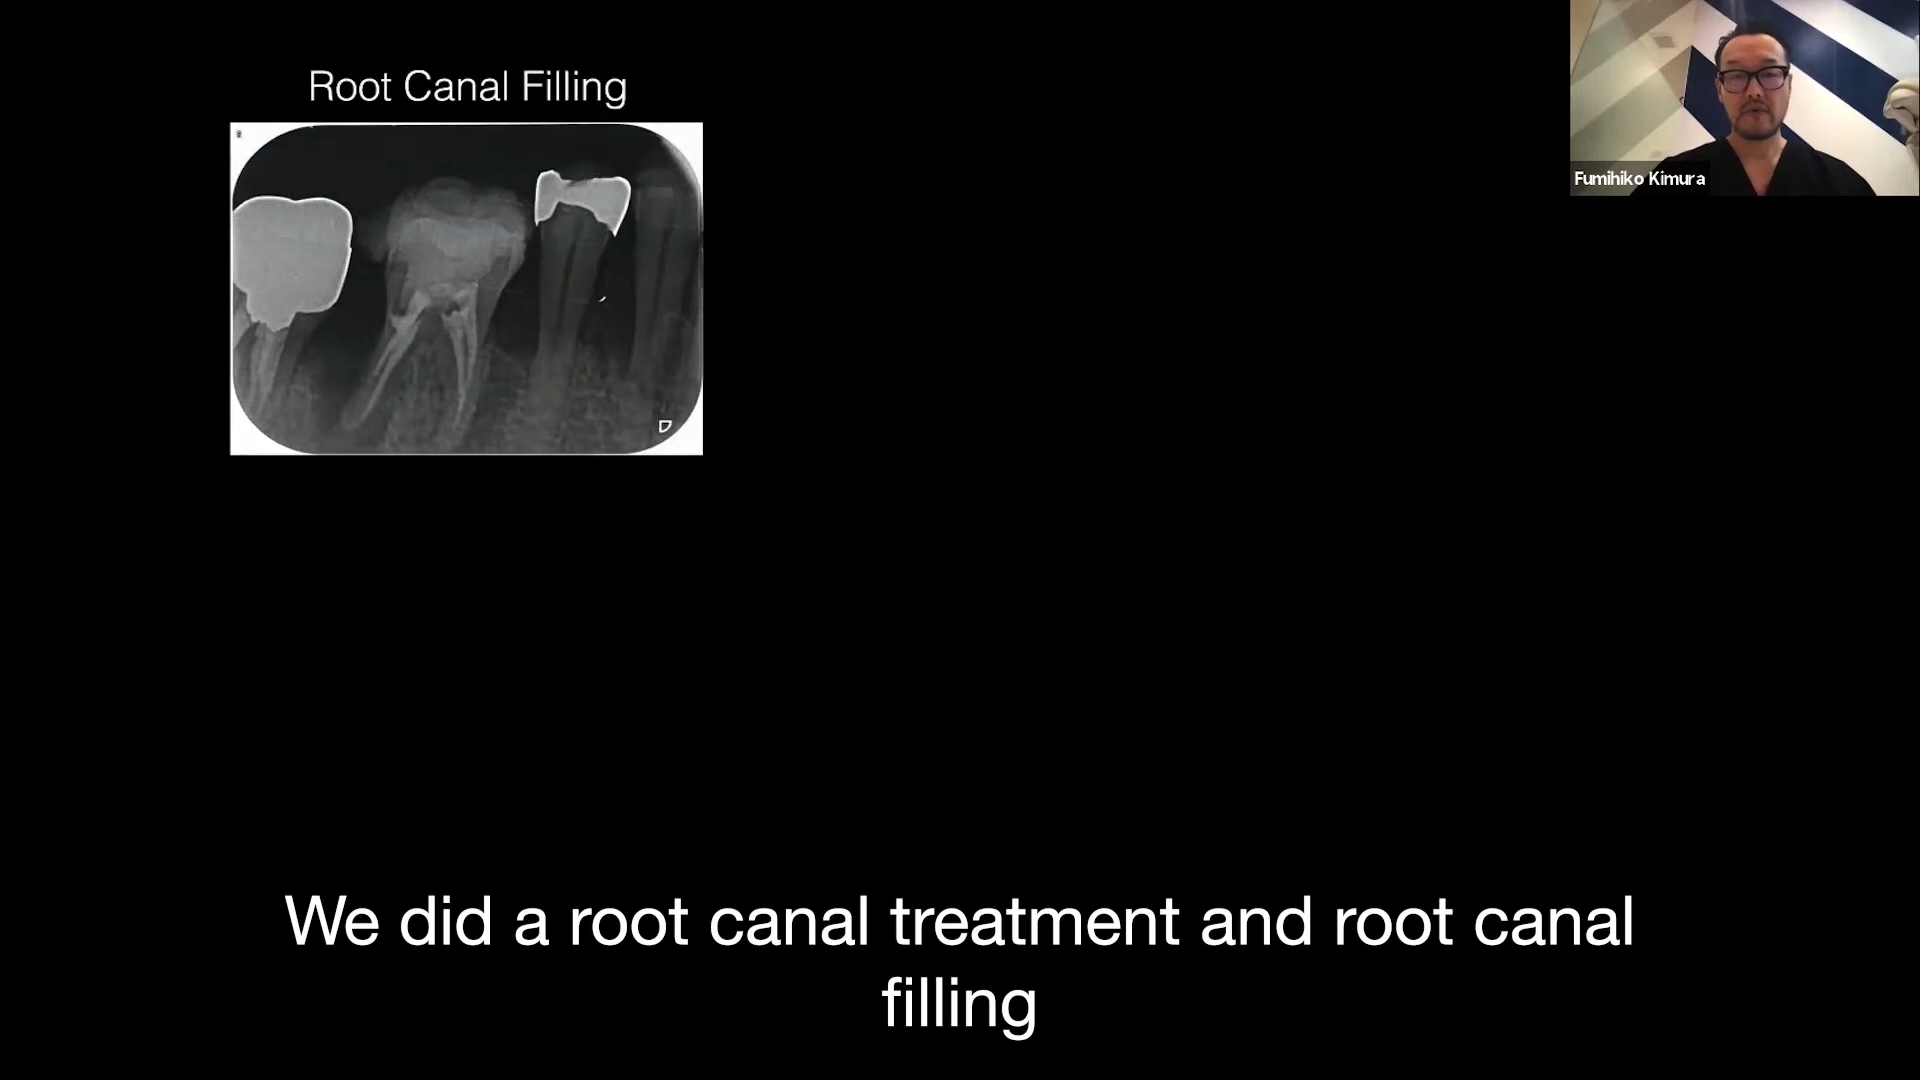 Root Canal Filling
Fumihiko Kimura
We did a root canal treatment and root canal
filling